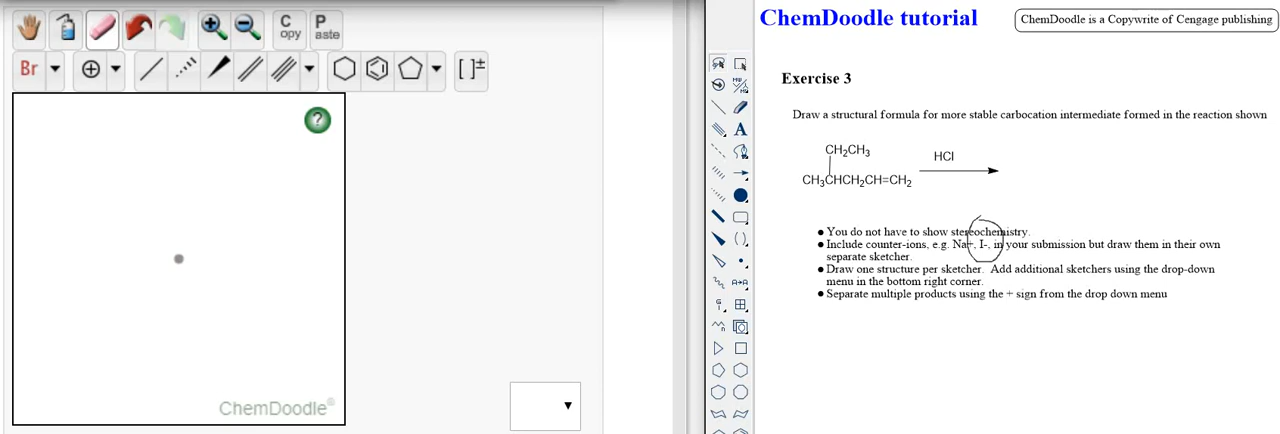 C
opy
P
aste
Br
[ ]±
?
ChemDoodle®
ChemDoodle tutorial
ChemDoodle is a Copywrite of Cengage publishing
Exercise 3
Draw a structural formula for more stable carbocation intermediate formed in the reaction shown
CH₂CH₃
HCl
CH₃CHCH₂CH=CH₂
● You do not have to show stereochemistry.
● Include counter-ions, e.g. Na+, I-, in your submission but draw them in their own
separate sketcher.
● Draw one structure per sketcher. Add additional sketchers using the drop-down
menu in the bottom right corner.
● Separate multiple products using the + sign from the drop down menu
A